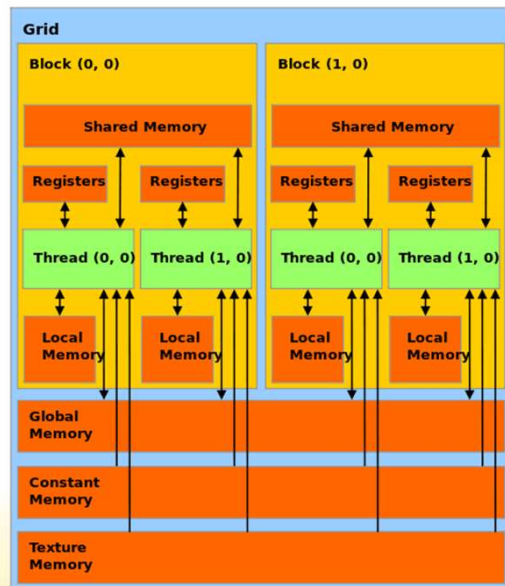 Grid
Block (0, 0)
Block (1, 0)
Shared Memory
Shared Memory
Registers
Registers
Registers
Registers
Thread (0, 0)
Thread (1, 0)
Thread (0, 0)
Thread (1, 0)
Local
Memory
Local
Memory
Local
Memory
Local
Memory
Global
Memory
Constant
Memory
Texture
Memory